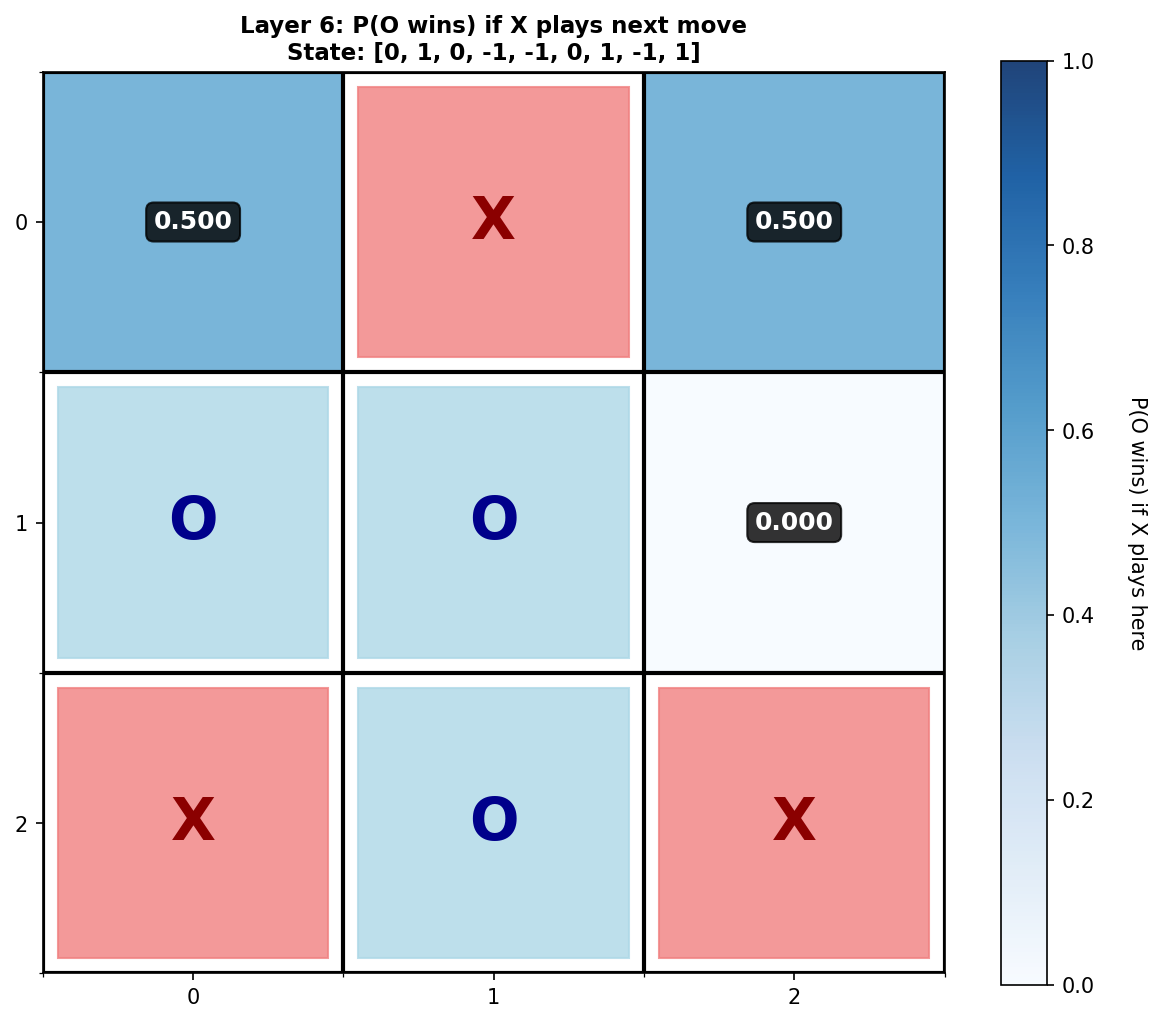 Layer 6: P(O wins) if X plays next move
State: [0, 1, 0, -1, -1, 0, 1, -1, 1]
0.500
X
0.500
O
O
0.000
X
O
X
0
1
2
0
1
2
1.0
0.8
0.6
0.4
0.2
0.0
P(O wins) if X plays here